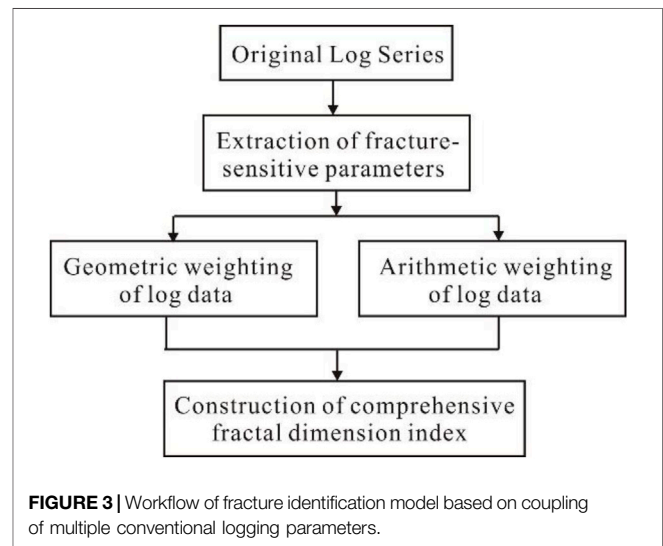 Original Log Series
Extraction of fracture-
sensitive parameters
Geometric weighting
of log data
Arithmetic weighting
of log data
Construction of comprehensive
fractal dimension index
FIGURE 3 | Workflow of fracture identification model based on coupling
of multiple conventional logging parameters.